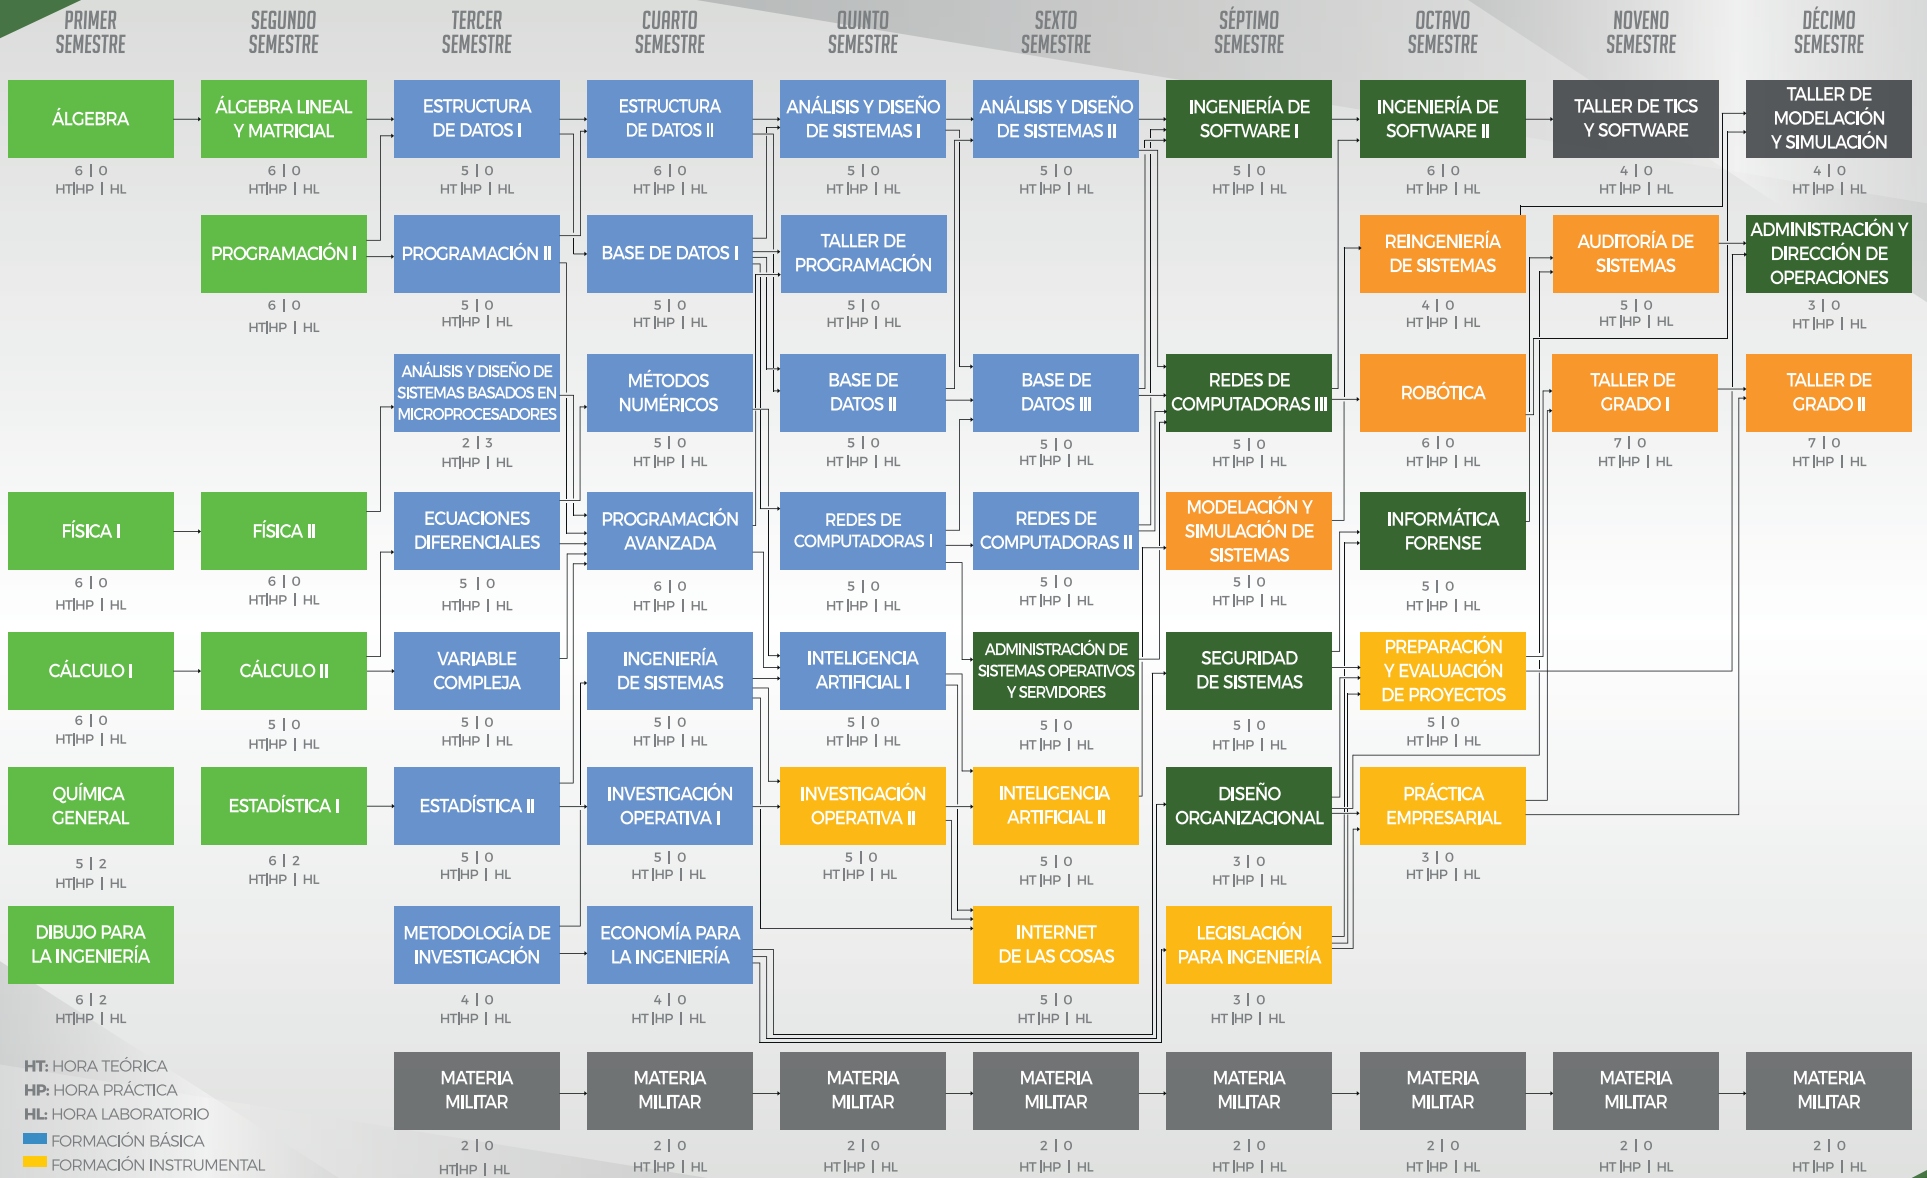 PRIMER
SEMESTRE
SEGUNDO
SEMESTRE
TERCER
SEMESTRE
CUARTO
SEMESTRE
QUINTO
SEMESTRE
SEXTO
SEMESTRE
SÉPTIMO
SEMESTRE
OCTAVO
SEMESTRE
NOVENO
SEMESTRE
DÉCIMO
SEMESTRE
ÁLGEBRA
6 | 0
HT|HP | HL
ÁLGEBRA LINEAL
Y MATRICIAL
6 | 0
HT|HP | HL
ESTRUCTURA
DE DATOS I
5 | 0
HT|HP | HL
ESTRUCTURA
DE DATOS II
6 | 0
HT|HP | HL
ANÁLISIS Y DISEÑO
DE SISTEMAS I
5 | 0
HT|HP | HL
ANÁLISIS Y DISEÑO
DE SISTEMAS II
5 | 0
HT|HP | HL
INGENIERÍA DE
SOFTWARE I
5 | 0
HT|HP | HL
INGENIERÍA DE
SOFTWARE II
6 | 0
HT|HP | HL
TALLER DE TICS
Y SOFTWARE
4 | 0
HT|HP | HL
TALLER DE
MODELACIÓN
Y SIMULACIÓN
4 | 0
HT|HP | HL
PROGRAMACIÓN I
6 | 0
HT|HP | HL
PROGRAMACIÓN II
5 | 0
HT|HP | HL
BASE DE DATOS I
5 | 0
HT|HP | HL
TALLER DE
PROGRAMACIÓN
5 | 0
HT|HP | HL
REINGENIERÍA
DE SISTEMAS
4 | 0
HT|HP | HL
AUDITORÍA DE
SISTEMAS
5 | 0
HT|HP | HL
ADMINISTRACIÓN Y
DIRECCIÓN DE
OPERACIONES
3 | 0
HT|HP | HL
ANÁLISIS Y DISEÑO DE
SISTEMAS BASADOS EN
MICROPROCESADORES
2 | 3
HT|HP | HL
MÉTODOS
NUMÉRICOS
5 | 0
HT|HP | HL
BASE DE
DATOS II
5 | 0
HT|HP | HL
BASE DE
DATOS III
5 | 0
HT|HP | HL
REDES DE
COMPUTADORAS III
5 | 0
HT|HP | HL
ROBÓTICA
6 | 0
HT|HP | HL
TALLER DE
GRADO I
7 | 0
HT|HP | HL
TALLER DE
GRADO II
7 | 0
HT|HP | HL
FÍSICA I
6 | 0
HT|HP | HL
FÍSICA II
6 | 0
HT|HP | HL
ECUACIONES
DIFERENCIALES
5 | 0
HT|HP | HL
PROGRAMACIÓN
AVANZADA
6 | 0
HT|HP | HL
REDES DE
COMPUTADORAS I
5 | 0
HT|HP | HL
REDES DE
COMPUTADORAS II
5 | 0
HT|HP | HL
MODELACIÓN Y
SIMULACIÓN DE
SISTEMAS
5 | 0
HT|HP | HL
INFORMÁTICA
FORENSE
5 | 0
HT|HP | HL
CÁLCULO I
6 | 0
HT|HP | HL
CÁLCULO II
5 | 0
HT|HP | HL
VARIABLE
COMPLEJA
5 | 0
HT|HP | HL
INGENIERÍA
DE SISTEMAS
5 | 0
HT|HP | HL
INTELIGENCIA
ARTIFICIAL I
5 | 0
HT|HP | HL
ADMINISTRACIÓN DE
SISTEMAS OPERATIVOS
Y SERVIDORES
5 | 0
HT|HP | HL
SEGURIDAD
DE SISTEMAS
5 | 0
HT|HP | HL
PREPARACIÓN
Y EVALUACIÓN
DE PROYECTOS
5 | 0
HT|HP | HL
QUÍMICA
GENERAL
5 | 2
HT|HP | HL
ESTADÍSTICA I
6 | 2
HT|HP | HL
ESTADÍSTICA II
5 | 0
HT|HP | HL
INVESTIGACIÓN
OPERATIVA I
5 | 0
HT|HP | HL
INVESTIGACIÓN
OPERATIVA II
5 | 0
HT|HP | HL
INTELIGENCIA
ARTIFICIAL II
5 | 0
HT|HP | HL
DISEÑO
ORGANIZACIONAL
3 | 0
HT|HP | HL
PRÁCTICA
EMPRESARIAL
3 | 0
HT|HP | HL
DIBUJO PARA
LA INGENIERÍA
6 | 2
HT|HP | HL
METODOLOGÍA DE
INVESTIGACIÓN
4 | 0
HT|HP | HL
ECONOMÍA PARA
LA INGENIERÍA
4 | 0
HT|HP | HL
INTERNET
DE LAS COSAS
5 | 0
HT|HP | HL
LEGISLACIÓN
PARA INGENIERÍA
3 | 0
HT|HP | HL
MATERIA
MILITAR
2 | 0
HT|HP | HL
MATERIA
MILITAR
2 | 0
HT|HP | HL
MATERIA
MILITAR
2 | 0
HT|HP | HL
MATERIA
MILITAR
2 | 0
HT|HP | HL
MATERIA
MILITAR
2 | 0
HT|HP | HL
MATERIA
MILITAR
2 | 0
HT|HP | HL
MATERIA
MILITAR
2 | 0
HT|HP | HL
MATERIA
MILITAR
2 | 0
HT|HP | HL
HT: HORA TEÓRICA
HP: HORA PRÁCTICA
HL: HORA LABORATORIO
FORMACIÓN BÁSICA
FORMACIÓN INSTRUMENTAL